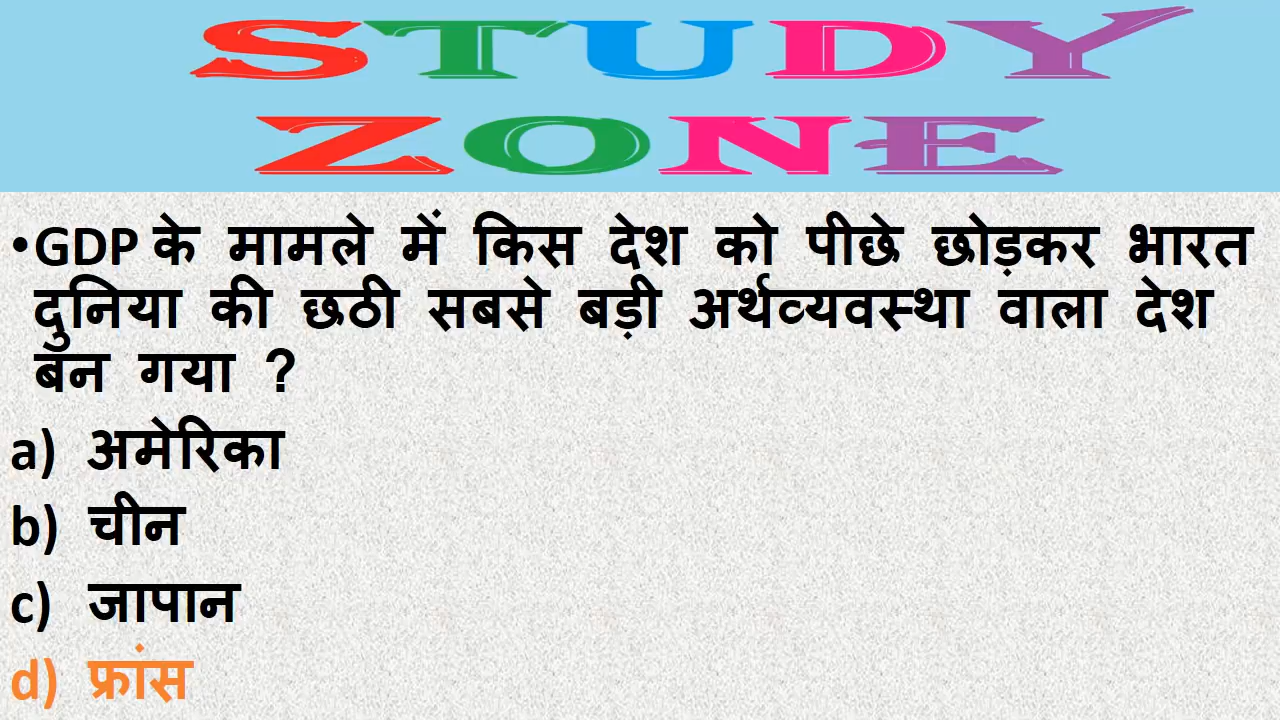 STUDY
ZONE
•GDP के मामले में किस देश को पीछे छोड़कर भारत
दुनिया की छठी सबसे बड़ी अर्थव्यवस्था वाला देश
बन गया ?
a) अमेरिका
b) चीन
c) जापान
d) फ्रांस